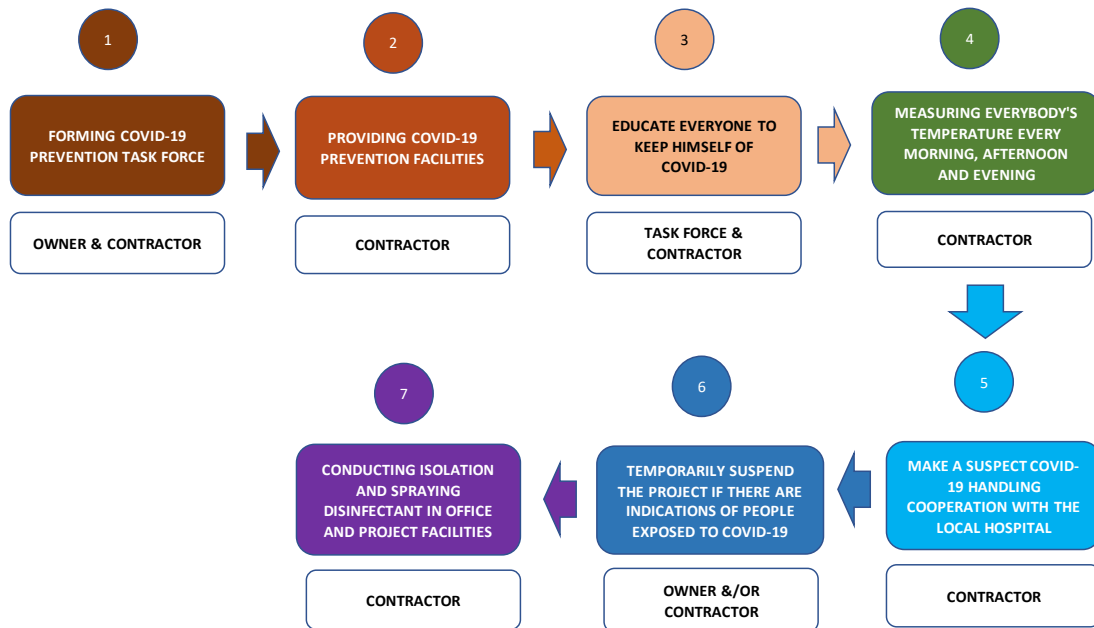 1
FORMING COVID-19
PREVENTION TASK FORCE
OWNER & CONTRACTOR
2
PROVIDING COVID-19
PREVENTION FACILITIES
CONTRACTOR
3
EDUCATE EVERYONE TO
KEEP HIMSELF OF
COVID-19
TASK FORCE &
CONTRACTOR
4
MEASURING EVERYBODY'S
TEMPERATURE EVERY
MORNING, AFTERNOON
AND EVENING
CONTRACTOR
5
MAKE A SUSPECT COVID-
19 HANDLING
COOPERATION WITH THE
LOCAL HOSPITAL
CONTRACTOR
6
TEMPORARILY SUSPEND
THE PROJECT IF THERE ARE
INDICATIONS OF PEOPLE
EXPOSED TO COVID-19
OWNER &/OR
CONTRACTOR
7
CONDUCTING ISOLATION
AND SPRAYING
DISINFECTANT IN OFFICE
AND PROJECT FACILITIES
CONTRACTOR